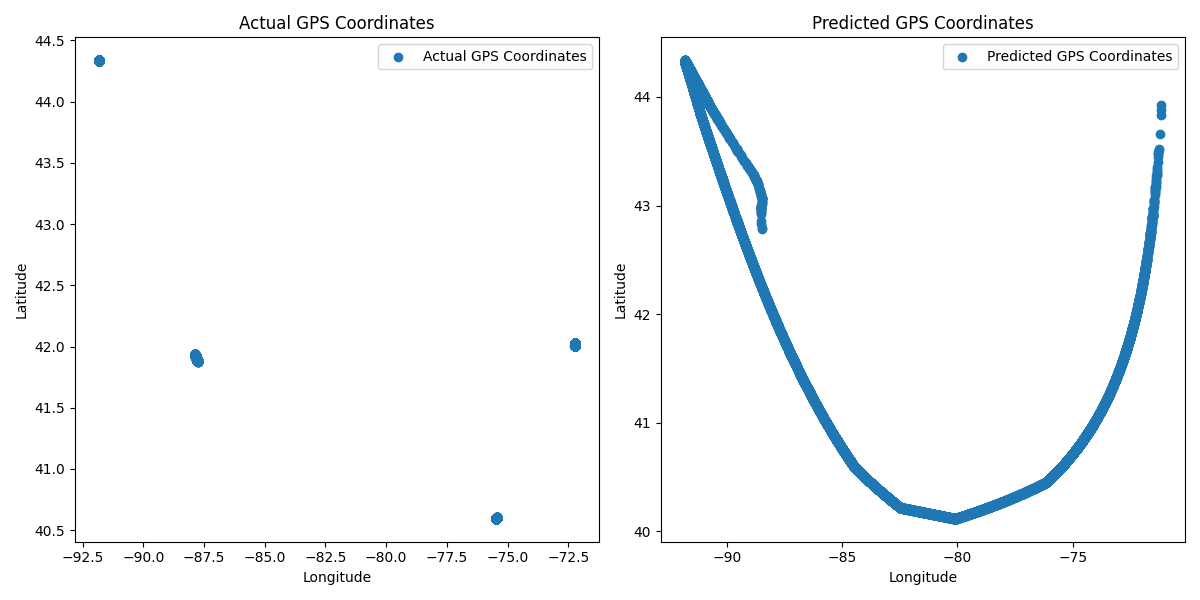 Actual GPS Coordinates
Actual GPS Coordinates
44.5
44.0
43.5
43.0
42.5
42.0
41.5
41.0
40.5
Latitude
−92.5 −90.0 −87.5 −85.0 −82.5 −80.0 −77.5 −75.0 −72.5
Longitude
Predicted GPS Coordinates
Predicted GPS Coordinates
44
43
42
41
40
Latitude
−90 −85 −80 −75
Longitude